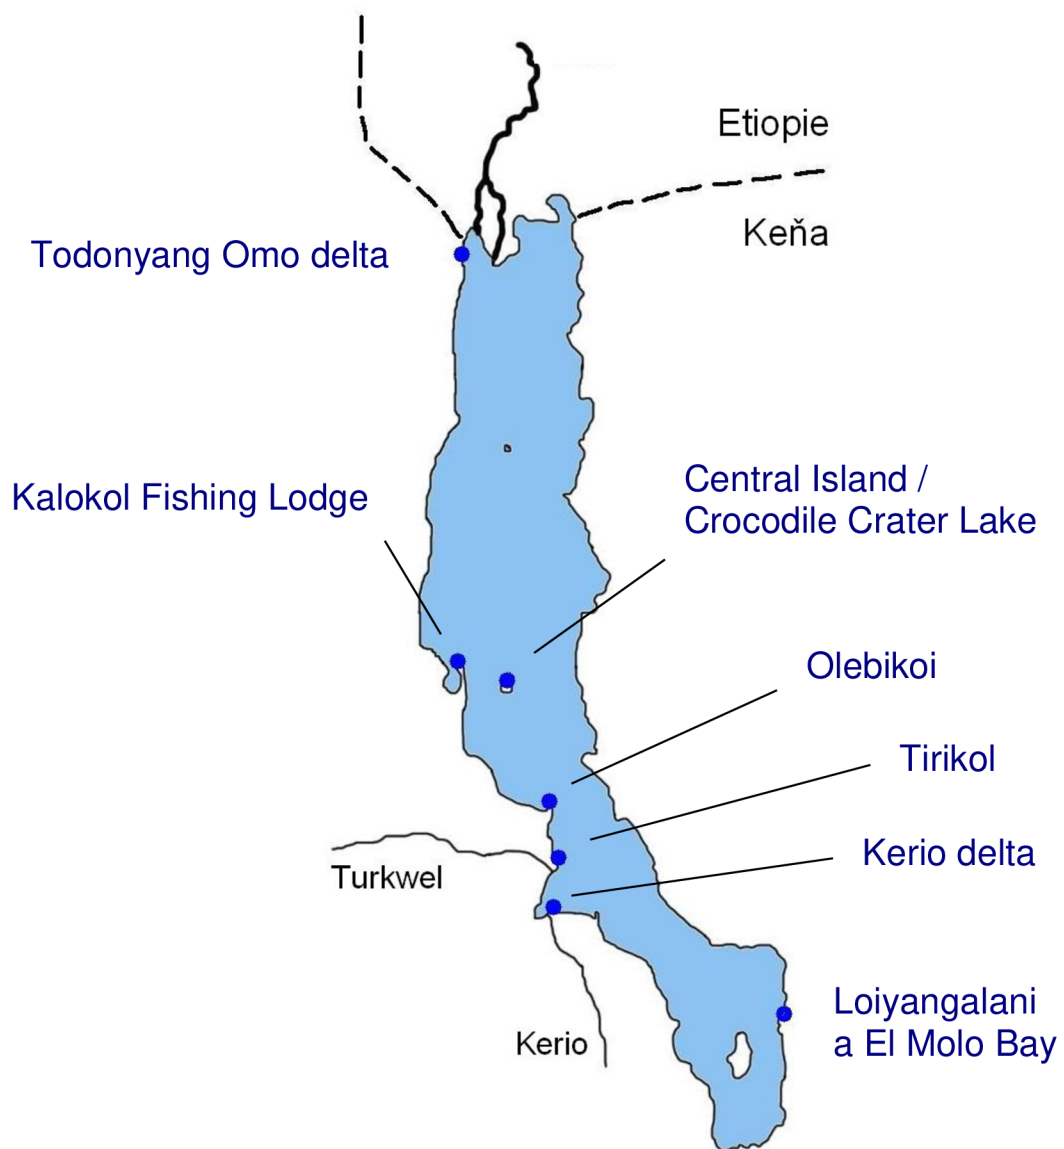 Etiopie
Keňa
Todonyang Omo delta
Central Island /
Crocodile Crater Lake
Kalokol Fishing Lodge
Olebikoi
Tirikol
Kerio delta
Turkwel
Loiyangalani
a El Molo Bay
Kerio